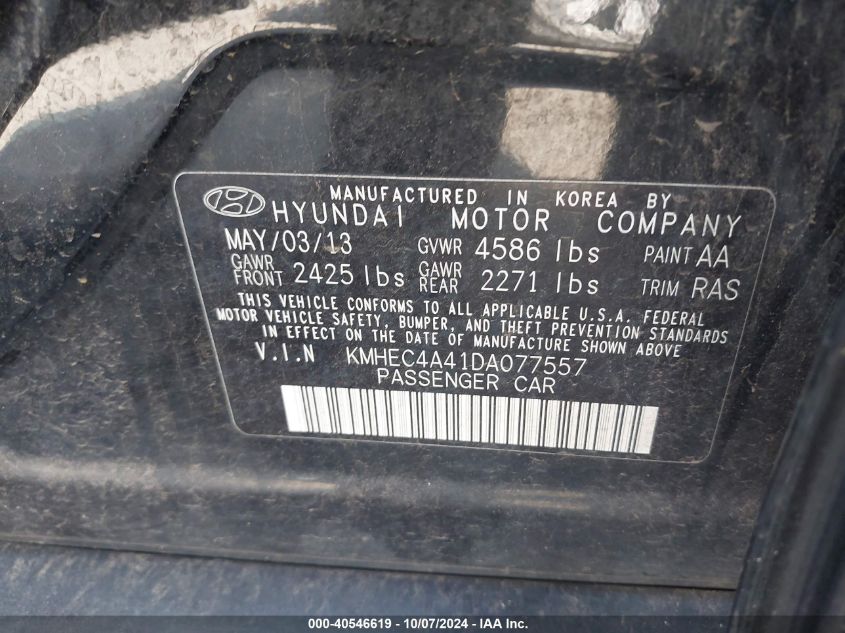 MANUFACTURED IN KOREA BY
HYUNDAI MOTOR COMPANY
MAY/03/13 GVWR 4586 lbs PAINT AA
GAWR FRONT 2425 lbs GAWR REAR 2271 lbs TRIM RAS
THIS VEHICLE CONFORMS TO ALL APPLICABLE U.S.A. FEDERAL
MOTOR VEHICLE SAFETY, BUMPER, AND THEFT PREVENTION STANDARDS
IN EFFECT ON THE DATE OF MANUFACTURE SHOWN ABOVE
V.I.N KMHEC4A41DA077557
PASSENGER CAR
000-40546619 - 10/07/2024 - IAAI.com